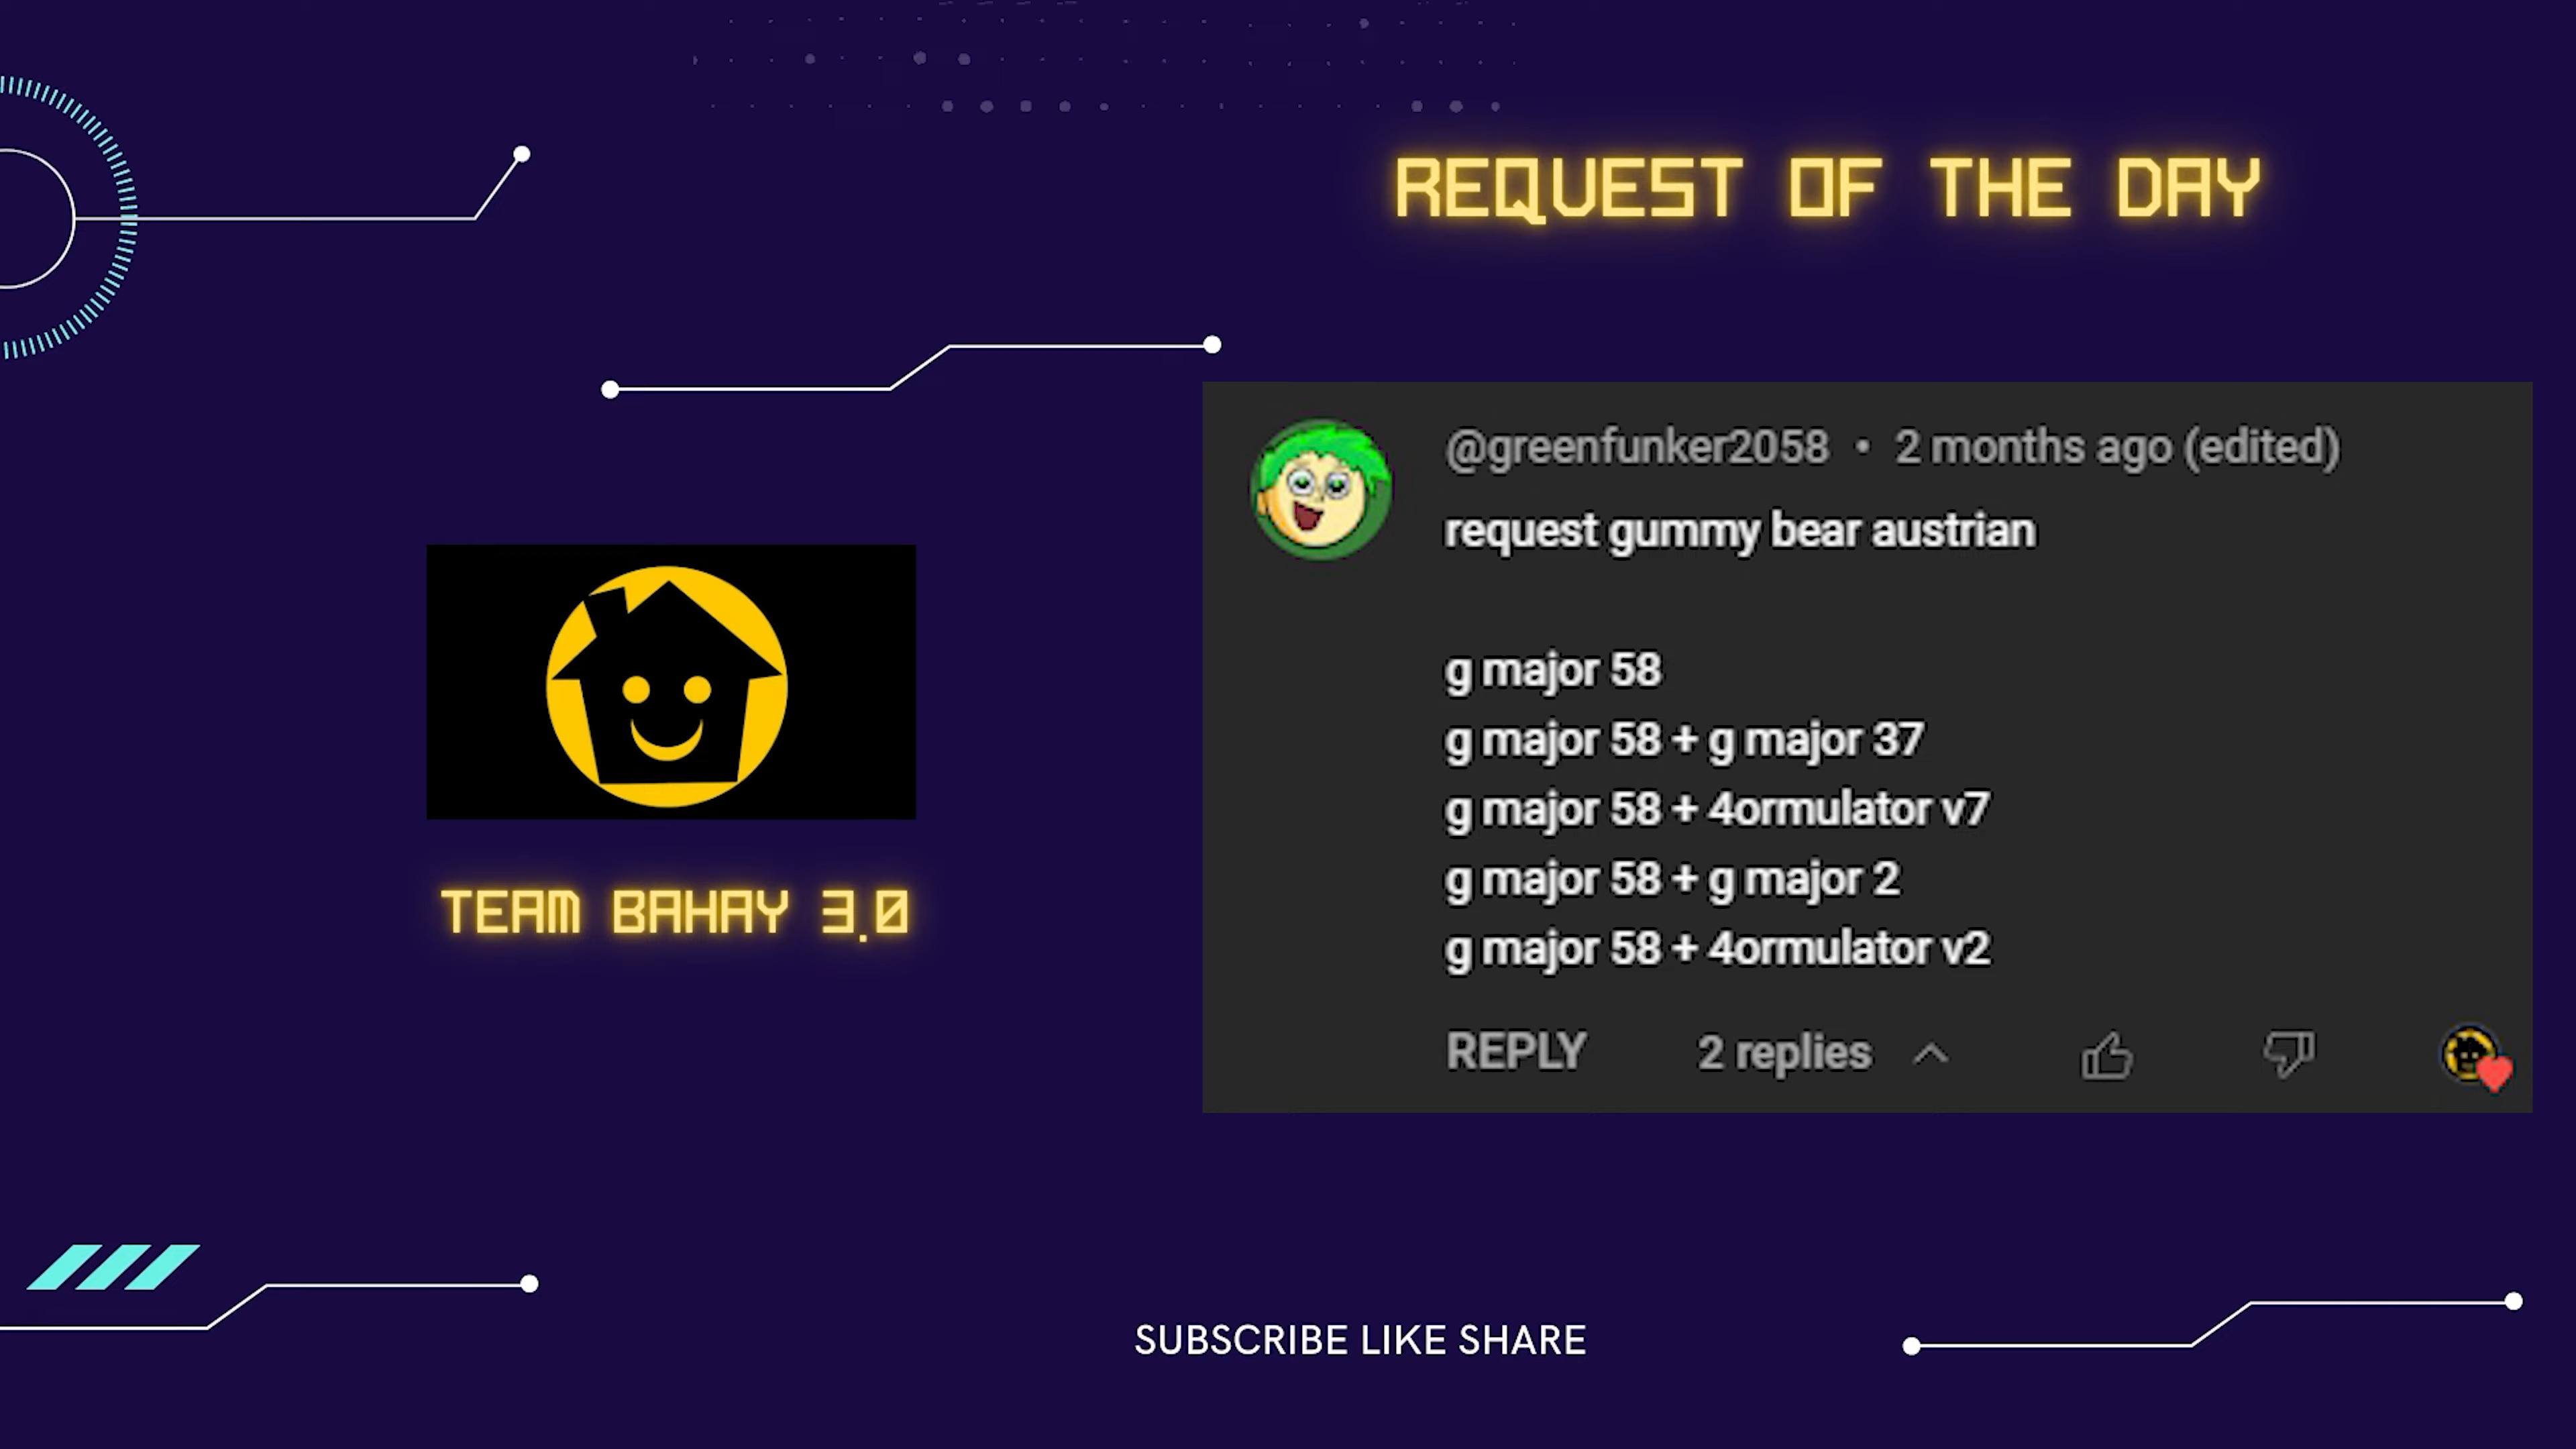 REQUEST OF THE DAY
@greenfunker2058 • 2 months ago (edited)
request gummy bear austrian
g major 58
g major 58 + g major 37
g major 58 + 4ormulator v7
g major 58 + g major 2
g major 58 + 4ormulator v2
REPLY 2 replies
TEAM BAHAY 3.0
SUBSCRIBE LIKE SHARE